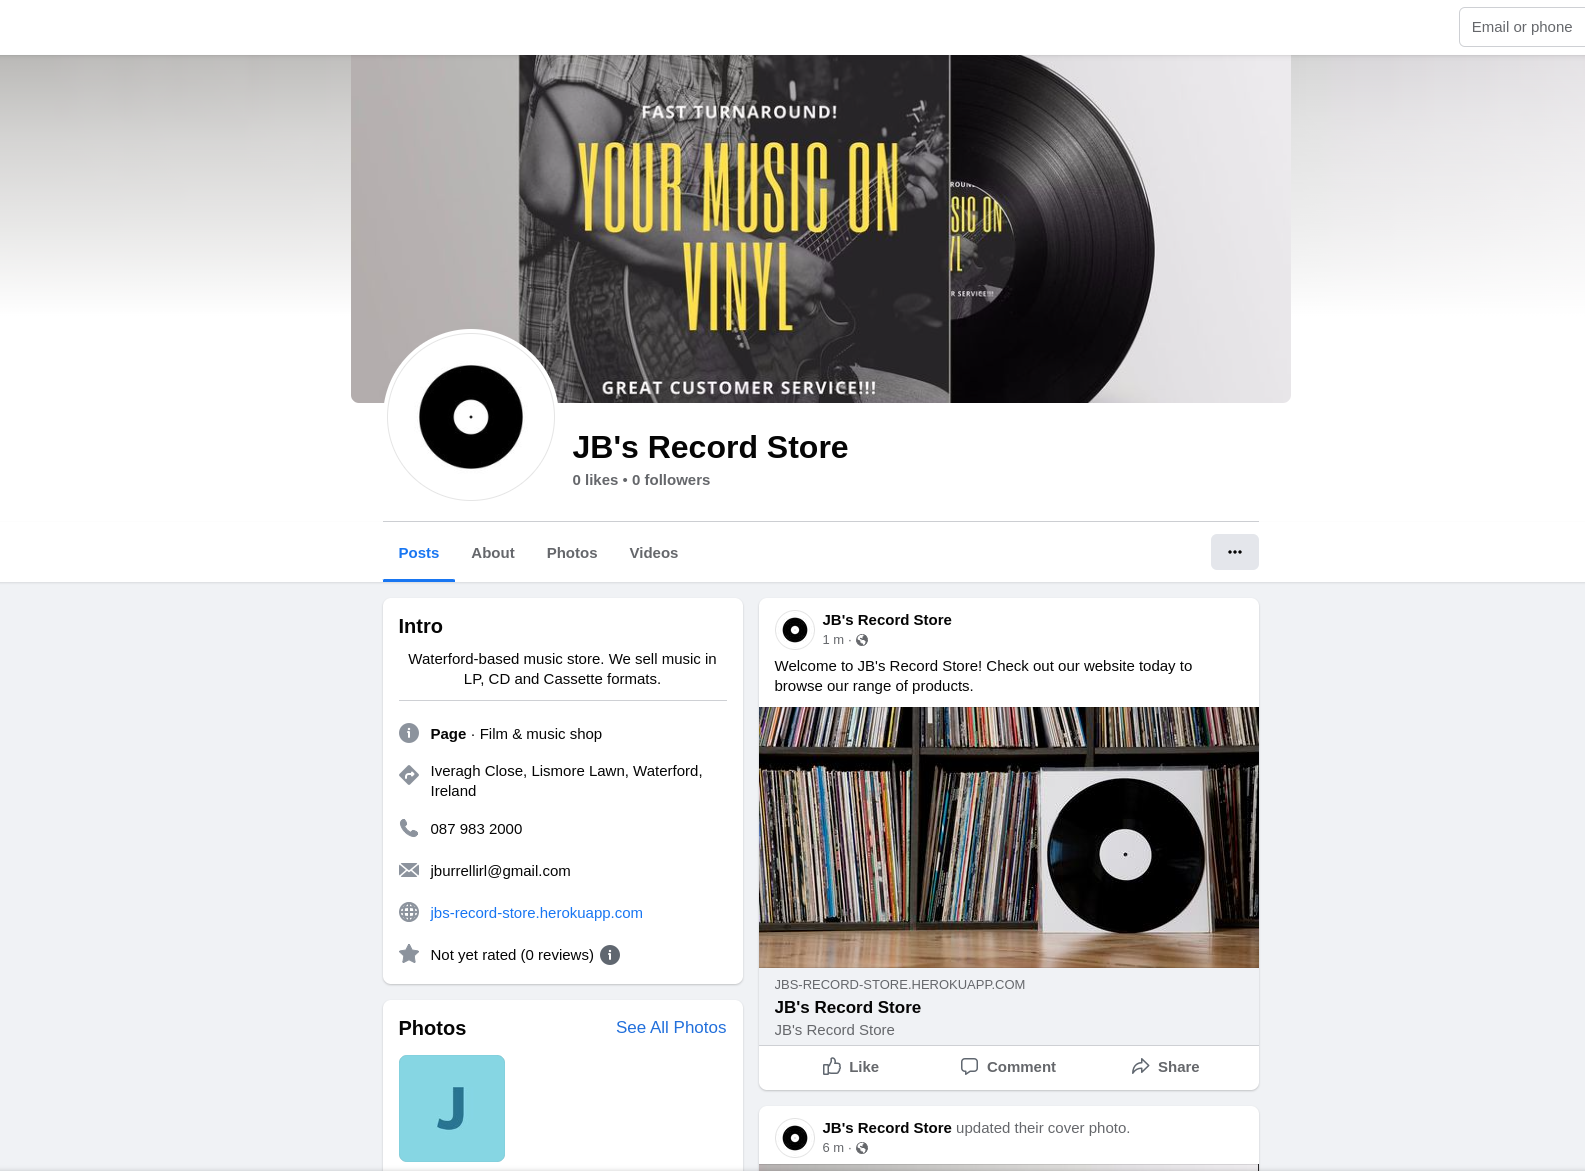 Email or phone
FAST TURNAROUND!
YOUR MUSIC ON
VINYL
GREAT CUSTOMER SERVICE!!!
SIC ON
YL
R SERVICE!!!
JB's Record Store
0 likes • 0 followers
Posts
About
Photos
Videos
Intro
Waterford-based music store. We sell music in
LP, CD and Cassette formats.
Page · Film & music shop
Iveragh Close, Lismore Lawn, Waterford,
Ireland
087 983 2000
jburrellirl@gmail.com
jbs-record-store.herokuapp.com
Not yet rated (0 reviews)
Photos
See All Photos
J
JB's Record Store
1 m ·
Welcome to JB's Record Store! Check out our website today to
browse our range of products.
JBS-RECORD-STORE.HEROKUAPP.COM
JB's Record Store
JB's Record Store
Like
Comment
Share
JB's Record Store updated their cover photo.
6 m ·